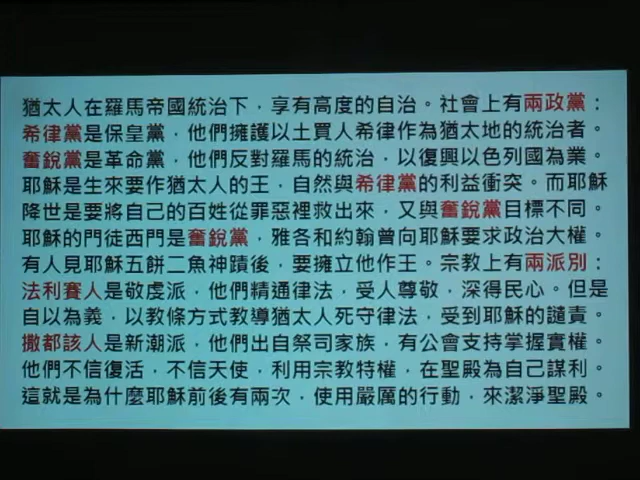 猶太人在羅馬帝國統治下，享有高度的自治。社會上有兩政黨：
希律黨是保皇黨，他們擁護以土買人希律作為猶太地的統治者。
奮銳黨是革命黨，他們反對羅馬的統治，以復興以色列國為業。
耶穌是生來要作猶太人的王，自然與希律黨的利益衝突。而耶穌
降世是要將自己的百姓從罪惡裡救出來，又與奮銳黨目標不同。
耶穌的門徒西門是奮銳黨，雅各和約翰曾向耶穌要求政治大權。
有人見耶穌五餅二魚神蹟後，要擁立他作王。宗教上有兩派別：
法利賽人是敬虔派，他們精通律法，受人尊敬，深得民心。但是
自以為義，以教條方式教導猶太人死守律法，受到耶穌的譴責。
撒都該人是新潮派，他們出自祭司家族，有公會支持掌握實權。
他們不信復活，不信天使，利用宗教特權，在聖殿為自己謀利。
這就是為什麼耶穌前後有兩次，使用嚴厲的行動，來潔淨聖殿。